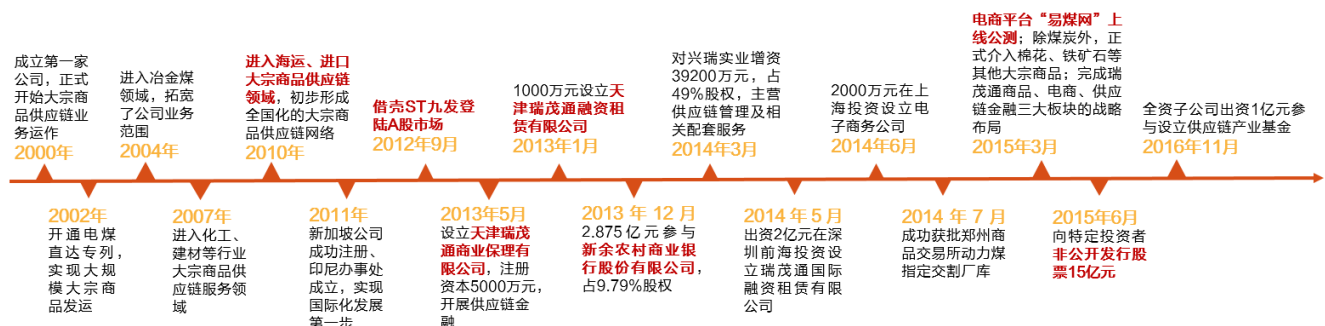 成立第一家
公司，正式
开始大宗商
品供应链业
务运作
2000年
进入冶金煤
领域，拓宽
了公司业务
范围
2004年
进入海运、进口
大宗商品供应链
领域，初步形成
全国化的大宗商
品供应链网络
2010年
借壳ST九发登
陆A股市场
2012年9月
1000万元设立天
津瑞茂通融资租
赁有限公司
2013年1月
对兴瑞实业增资
39200万元，占
49%股权，主营
供应链管理及相
关配套服务
2014年3月
2000万元在上
海投资设立电
子商务公司
2014年6月
电商平台“易煤网”上
线公测；除煤炭外，正
式介入棉花、铁矿石等
其他大宗商品；完成瑞
茂通商品、电商、供应
链金融三大板块的战略
布局
2015年3月
全资子公司出资1亿元参
与设立供应链产业基金
2016年11月
2002年
开通电煤
直达专列，
实现大规
模大宗商
品发运
2007年
进入化工、
建材等行业
大宗商品供
应链服务领
域
2011年
新加坡公司
成功注册、
印尼办事处
成立，实现
国际化发展
第一步
2013年5月
设立天津瑞茂
通商业保理有
限公司，注册
资本5000万元，
开展供应链金
融
2013 年 12 月
2.875亿元参与
新余农村商业银
行股份有限公司，
占9.79%股权
2014 年 5 月
出资2亿元在深
圳前海投资设
立瑞茂通国际
融资租赁有限
公司
2014 年 7 月
成功获批郑州商
品交易所动力煤
指定交割厂库
2015年6月
向特定投资者
非公开发行股
票15亿元